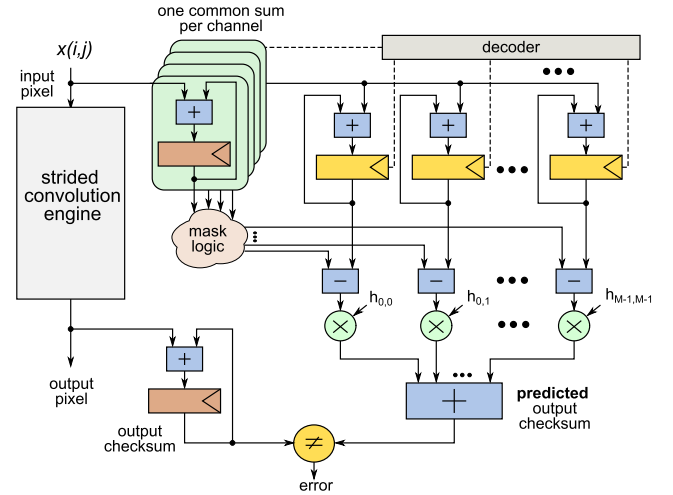 one common sum
per channel
x(i,j)
decoder
input
pixel
+
+
+
+
strided
convolution
engine
mask
logic
−
−
−
h0,0
h0,1
hM-1,M-1
×
×
×
+
output
pixel
+
predicted
output
checksum
output
checksum
≠
error